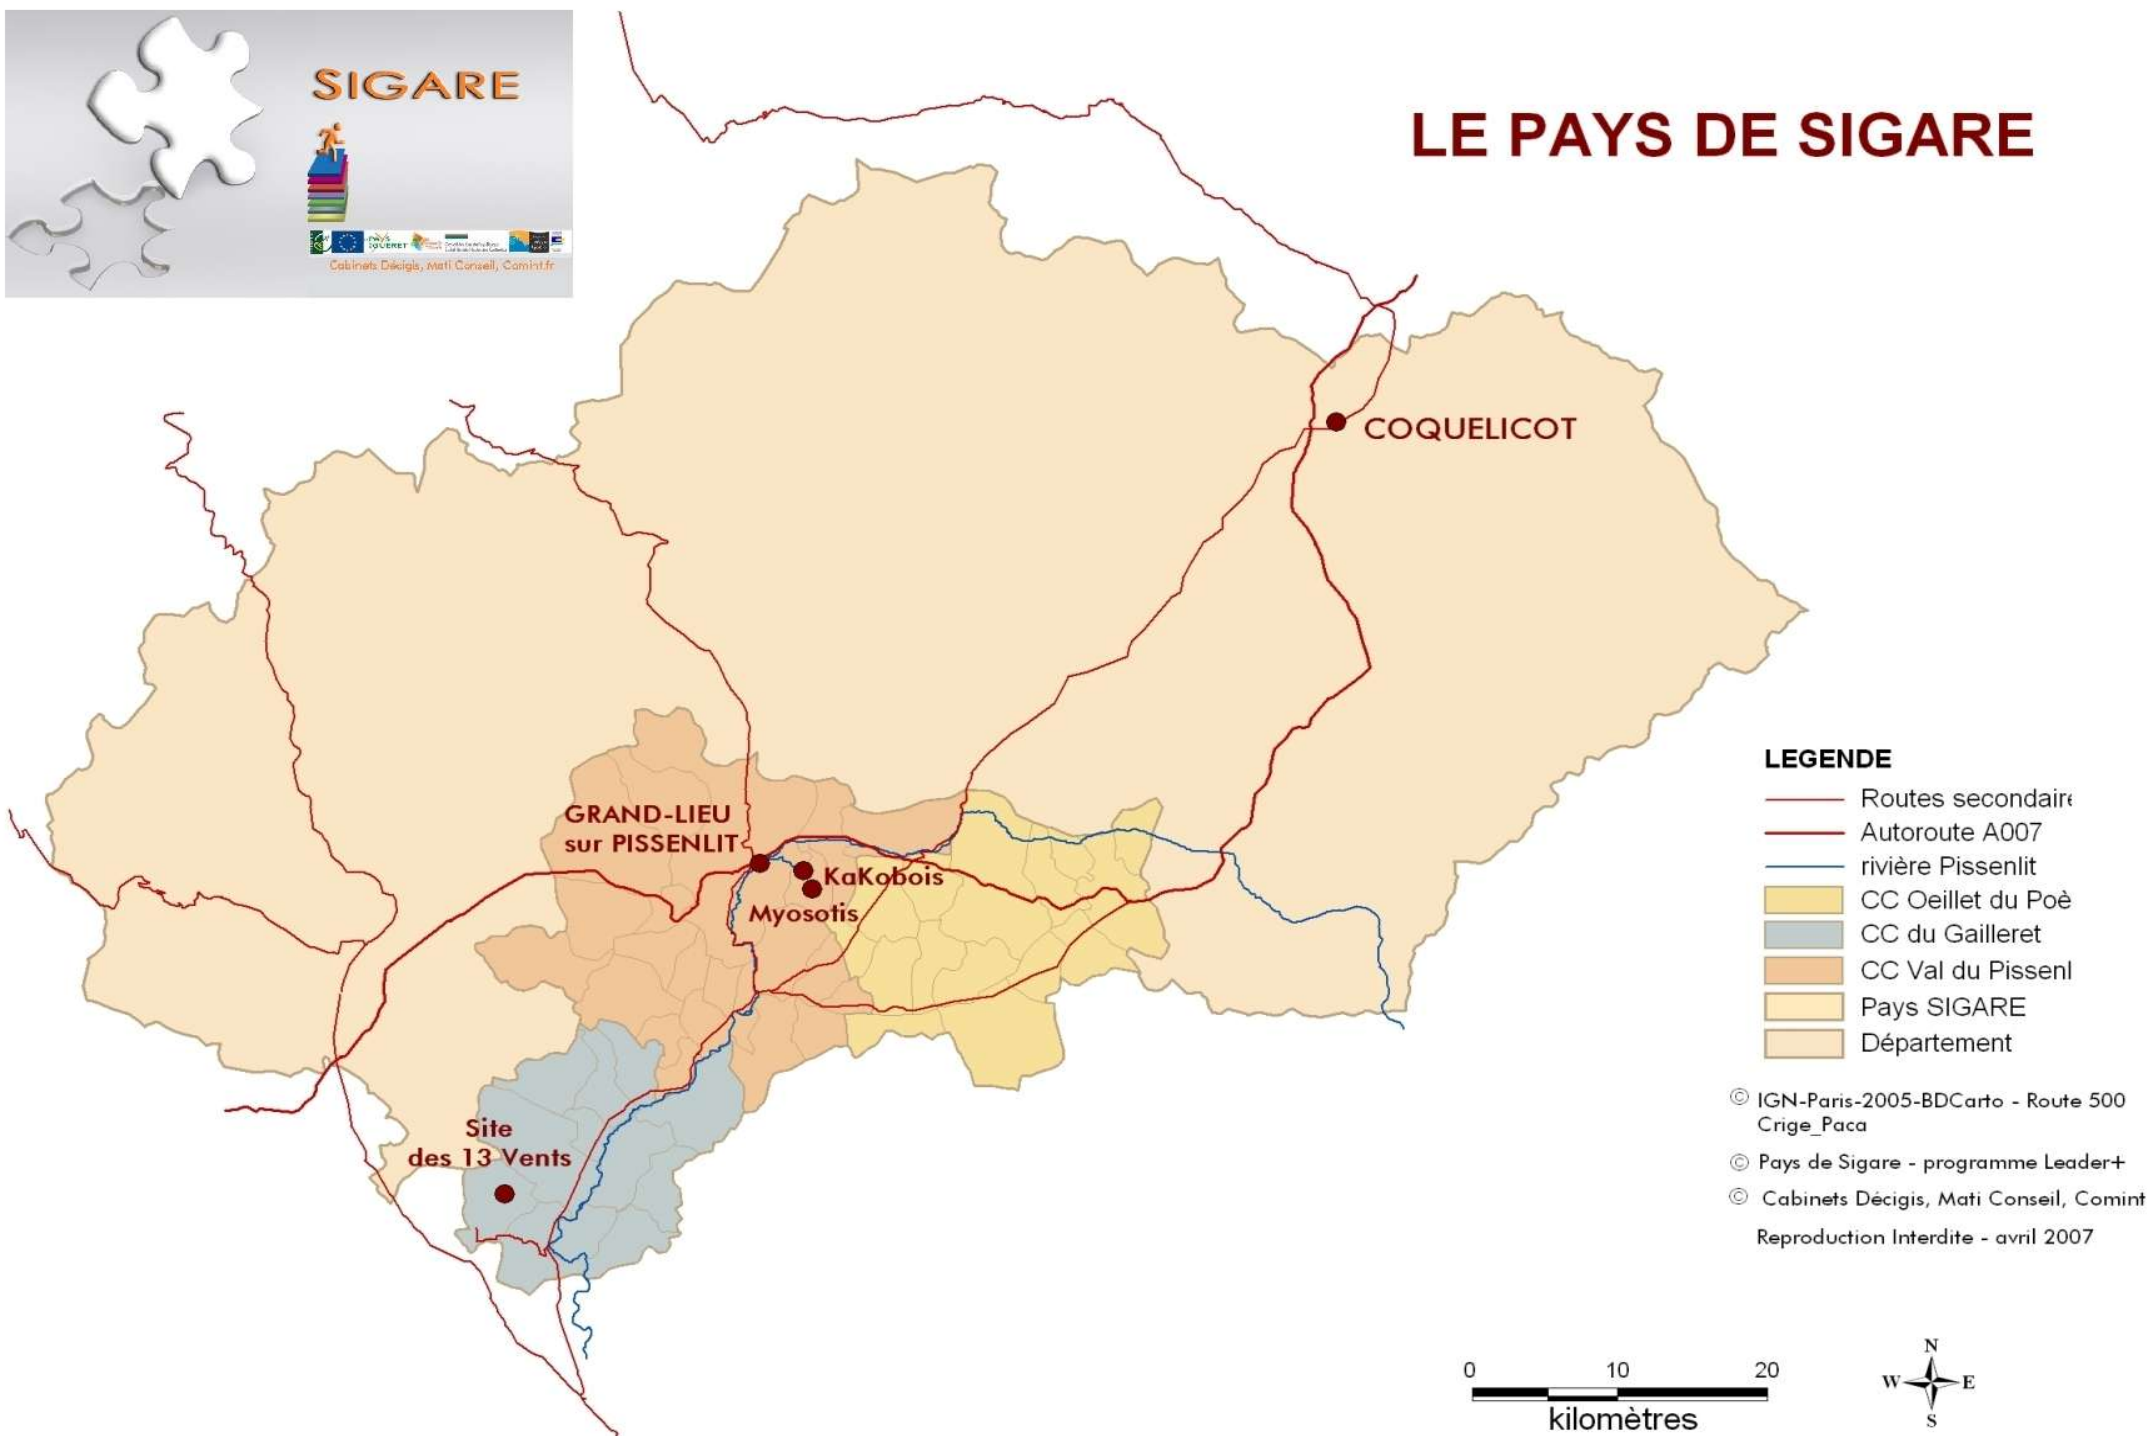 SIGARE
Cabinets Décigis, Mati Conseil, Comint.fr
LE PAYS DE SIGARE
COQUELICOT
GRAND-LIEU
sur PISSENLIT
KaKobois
Myosotis
Site
des 13 Vents
LEGENDE
Routes secondair
Autoroute A007
rivière Pissenlit
CC Oeillet du Poè
CC du Gailleret
CC Val du Pissenl
Pays SIGARE
Département
© IGN-Paris-2005-BDCarto - Route 500
Crige_Paca
© Pays de Sigare - programme Leader+
© Cabinets Décigis, Mati Conseil, Comint
Reproduction Interdite - avril 2007
0 10 20
kilomètres
N
W E
S